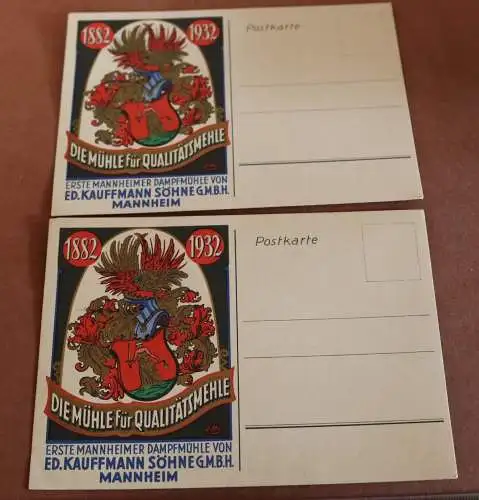 1882 1932
DIE MÜHLE für QUALITÄTSMEHLE
ERSTE MANNHEIMER DAMPFMÜHLE VON
ED. KAUFFMANN SÖHNE G.M.B.H.
MANNHEIM
Postkarte
1882 1932
DIE MÜHLE für QUALITÄTSMEHLE
ERSTE MANNHEIMER DAMPFMÜHLE VON
ED. KAUFFMANN SÖHNE G.M.B.H.
MANNHEIM
Postkarte